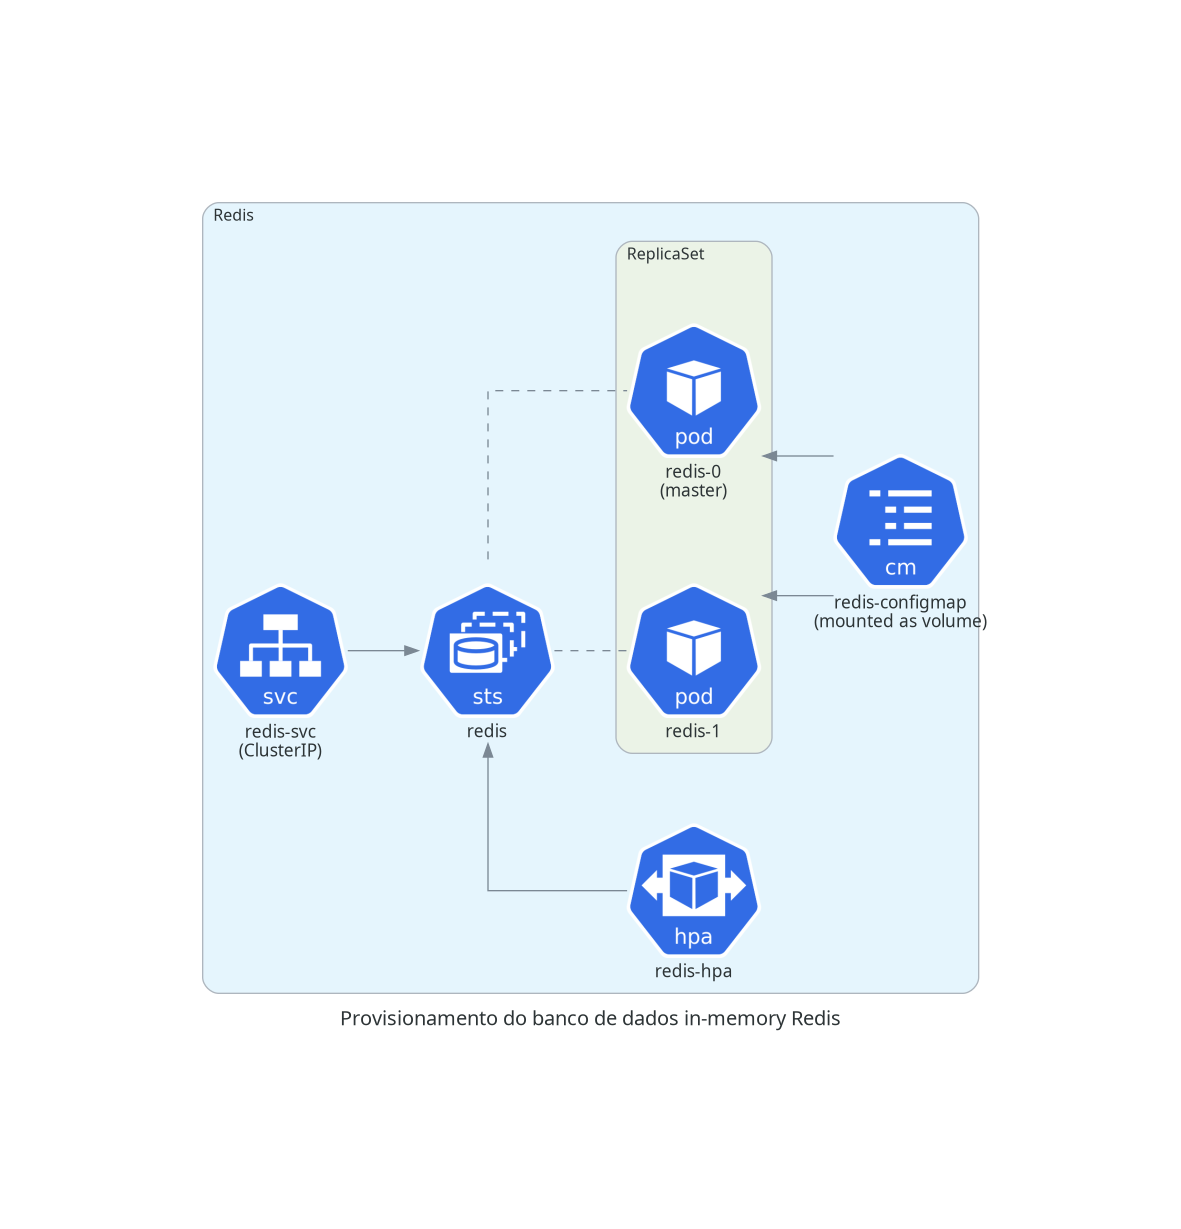 Redis
ReplicaSet
pod
redis-0
(master)
cm
redis-configmap
(mounted as volume)
svc
redis-svc
(ClusterIP)
sts
redis
pod
redis-1
hpa
redis-hpa
Provisionamento do banco de dados in-memory Redis